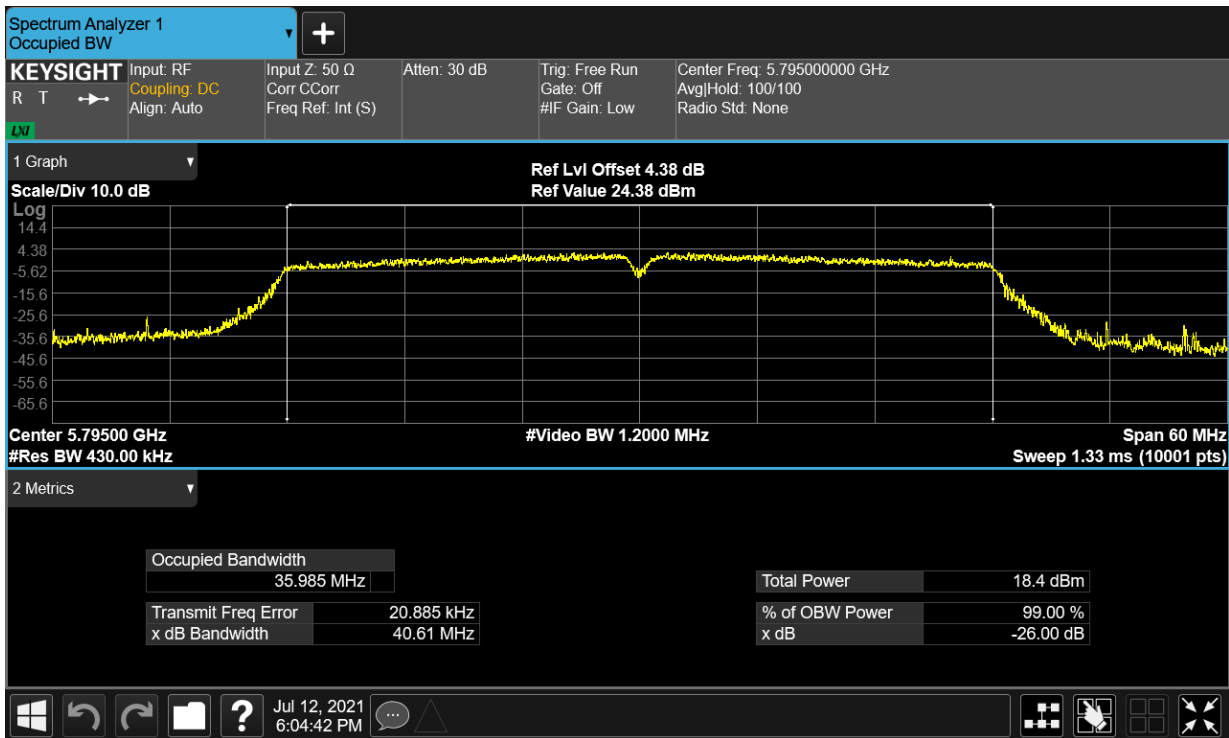 Spectrum Analyzer 1
Occupied BW
+
KEYSIGHT Input: RF Input Z: 50 Ω Atten: 30 dB Trig: Free Run Center Freq: 5.795000000 GHz
R T Coupling: DC Corr CCorr Gate: Off Avg|Hold: 100/100
Align: Auto Freq Ref: Int (S) #IF Gain: Low Radio Std: None
LXI
1 Graph
Ref Lvl Offset 4.38 dB
Scale/Div 10.0 dB Ref Value 24.38 dBm
Log
14.4
4.38
-5.62
-15.6
-25.6
-35.6
-45.6
-55.6
-65.6
Center 5.79500 GHz #Video BW 1.2000 MHz Span 60 MHz
#Res BW 430.00 kHz Sweep 1.33 ms (10001 pts)
2 Metrics
Occupied Bandwidth
35.985 MHz Total Power 18.4 dBm
Transmit Freq Error 20.885 kHz % of OBW Power 99.00 %
x dB Bandwidth 40.61 MHz x dB -26.00 dB
? Jul 12, 2021
6:04:42 PM